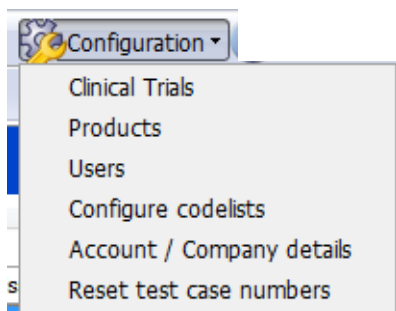 Configuration
Clinical Trials
Products
Users
Configure codelists
Account / Company details
s
Reset test case numbers